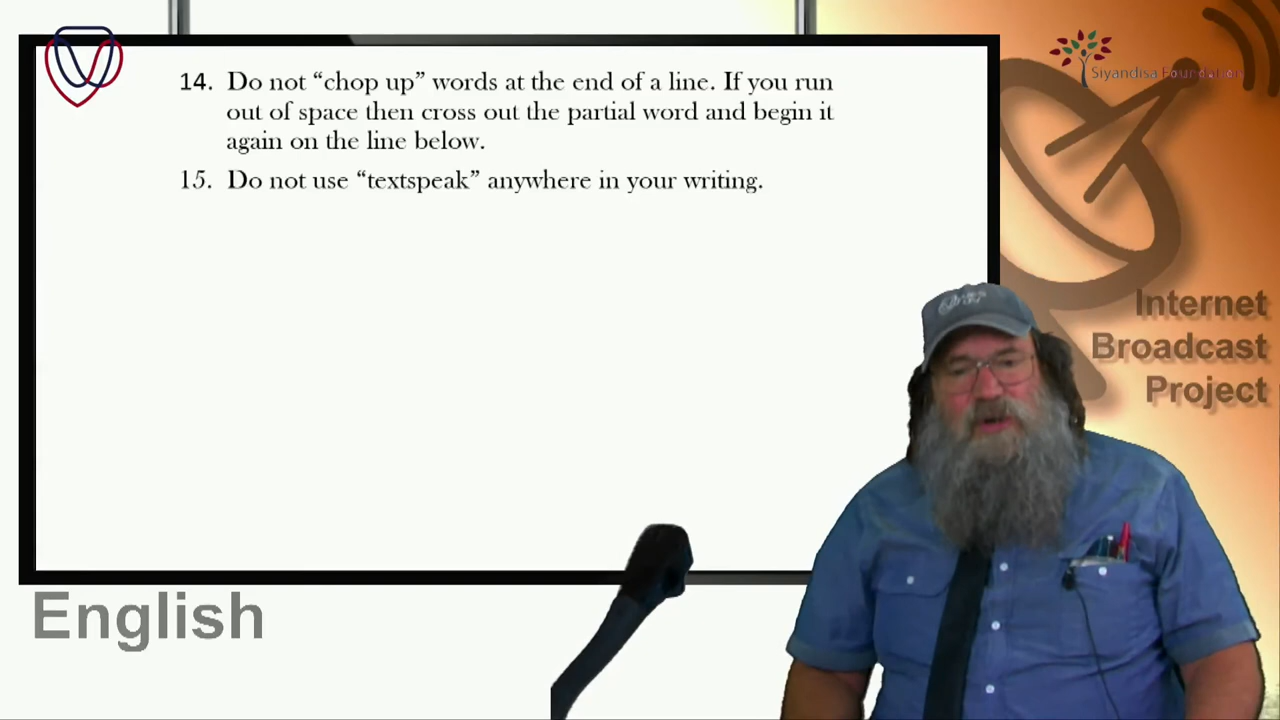 14. Do not “chop up” words at the end of a line. If you run
out of space then cross out the partial word and begin it
again on the line below.
15. Do not use “textspeak” anywhere in your writing.
Siyandisa Foundation
Internet
Broadcast
Project
English